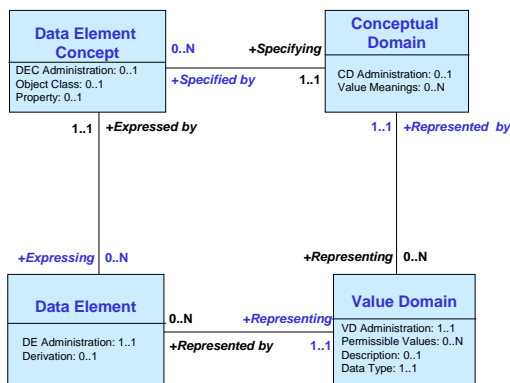 Data Element
Concept
DEC Administration: 0..1
Object Class: 0..1
Property: 0..1
0..N
+Specifying
+Specified by
1..1
Conceptual
Domain
CD Administration: 0..1
Value Meanings: 0..N
1..1
+Expressed by
1..1
+Represented by
+Expressing
0..N
+Representing
0..N
Data Element
DE Administration: 1..1
Derivation: 0..1
0..N
+Representing
+Represented by
1..1
Value Domain
VD Administration: 1..1
Permissible Values: 0..N
Description: 0..1
Data Type: 1..1